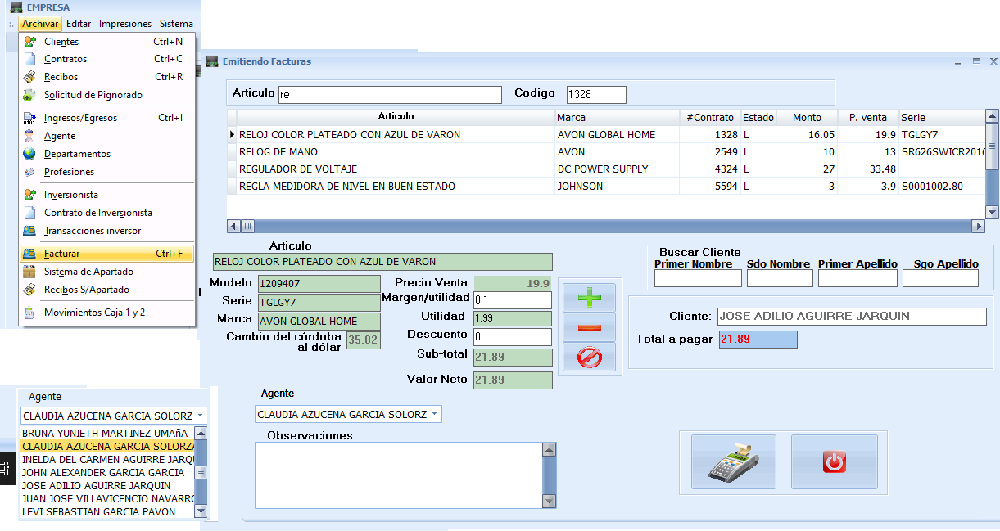 EMPRESA
Archivar Editar Impresiones Sistema
Clientes Ctrl+N
Contratos Ctrl+C
Recibos Ctrl+R
Solicitud de Pignorado
Ingresos/Egresos Ctrl+I
Agente
Departamentos
Profesiones
Inversionista
Contrato de Inversionista
Transacciones inversor
Facturar Ctrl+F
Sistema de Apartado
Recibos S/Apartado
Movimientos Caja 1 y 2
Emitiendo Facturas
Articulo re Codigo 1328
Articulo Marca #Contrato Estado Monto P. venta Serie
RELOJ COLOR PLATEADO CON AZUL DE VARON AVON GLOBAL HOME 1328 L 16.05 19.9 TGLGY7
RELOG DE MANO AVON 2549 L 10 13 SR626SWICR2016
REGULADOR DE VOLTAJE DC POWER SUPPLY 4324 L 27 33.48 -
REGLA MEDIDORA DE NIVEL EN BUEN ESTADO JOHNSON 5594 L 3 3.9 S0001002.80
Articulo
RELOJ COLOR PLATEADO CON AZUL DE VARON
Modelo 1209407
Serie TGLGY7
Marca AVON GLOBAL HOME
Cambio del córdoba
al dólar 35.02
Precio Venta 19.9
Margen/utilidad 0.1
Utilidad 1.99
Descuento 0
Sub-total 21.89
Valor Neto 21.89
Buscar Cliente
Primer Nombre Sdo Nombre Primer Apellido Sgo Apellido
Cliente: JOSE ADILIO AGUIRRE JARQUIN
Total a pagar 21.89
Agente
CLAUDIA AZUCENA GARCIA SOLORZ
Observaciones
Agente
CLAUDIA AZUCENA GARCIA SOLORZ
BRUNA YUNIETH MARTINEZ UMAñA
CLAUDIA AZUCENA GARCIA SOLORZA
INELDA DEL CARMEN AGUIRRE JARQU
JOHN ALEXANDER GARCIA GARCIA
JOSE ADILIO AGUIRRE JARQUIN
JUAN JOSE VILLAVICENCIO NAVARRO
LEVI SEBASTIAN GARCIA PAVON